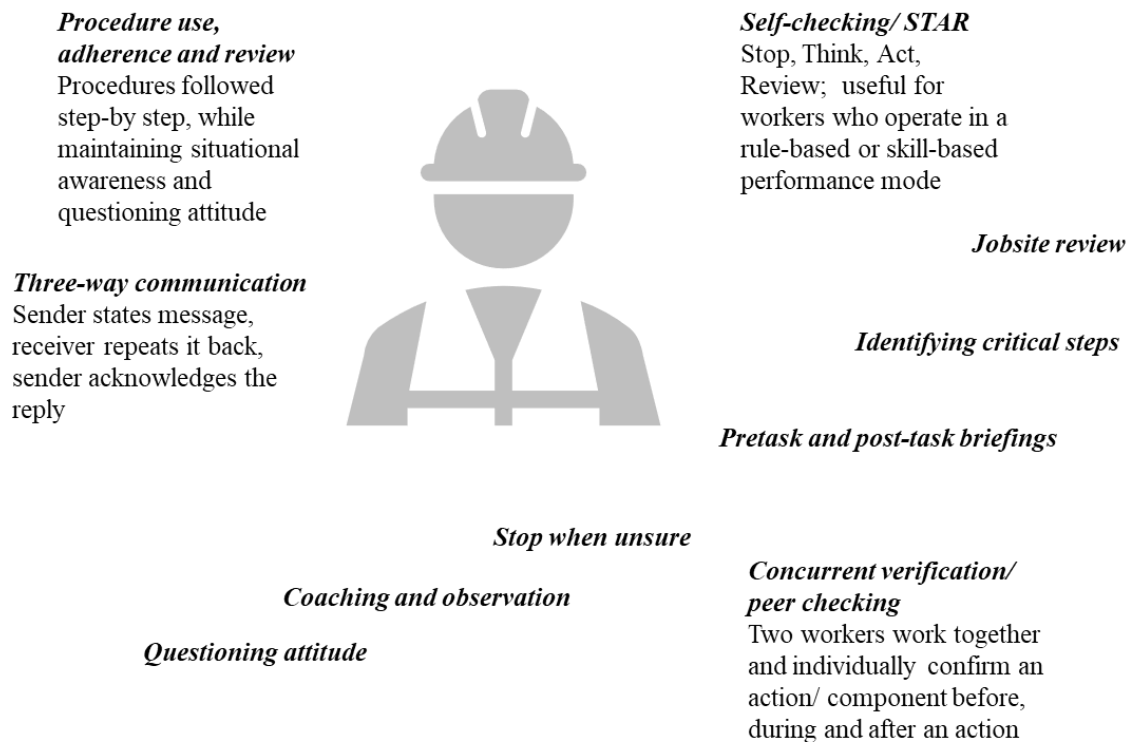 Procedure use,
adherence and review
Procedures followed
step-by step, while
maintaining situational
awareness and
questioning attitude
Three-way communication
Sender states message,
receiver repeats it back,
sender acknowledges the
reply
Self-checking/ STAR
Stop, Think, Act,
Review; useful for
workers who operate in a
rule-based or skill-based
performance mode
Jobsite review
Identifying critical steps
Pretask and post-task briefings
Stop when unsure
Coaching and observation
Questioning attitude
Concurrent verification/
peer checking
Two workers work together
and individually confirm an
action/ component before,
during and after an action